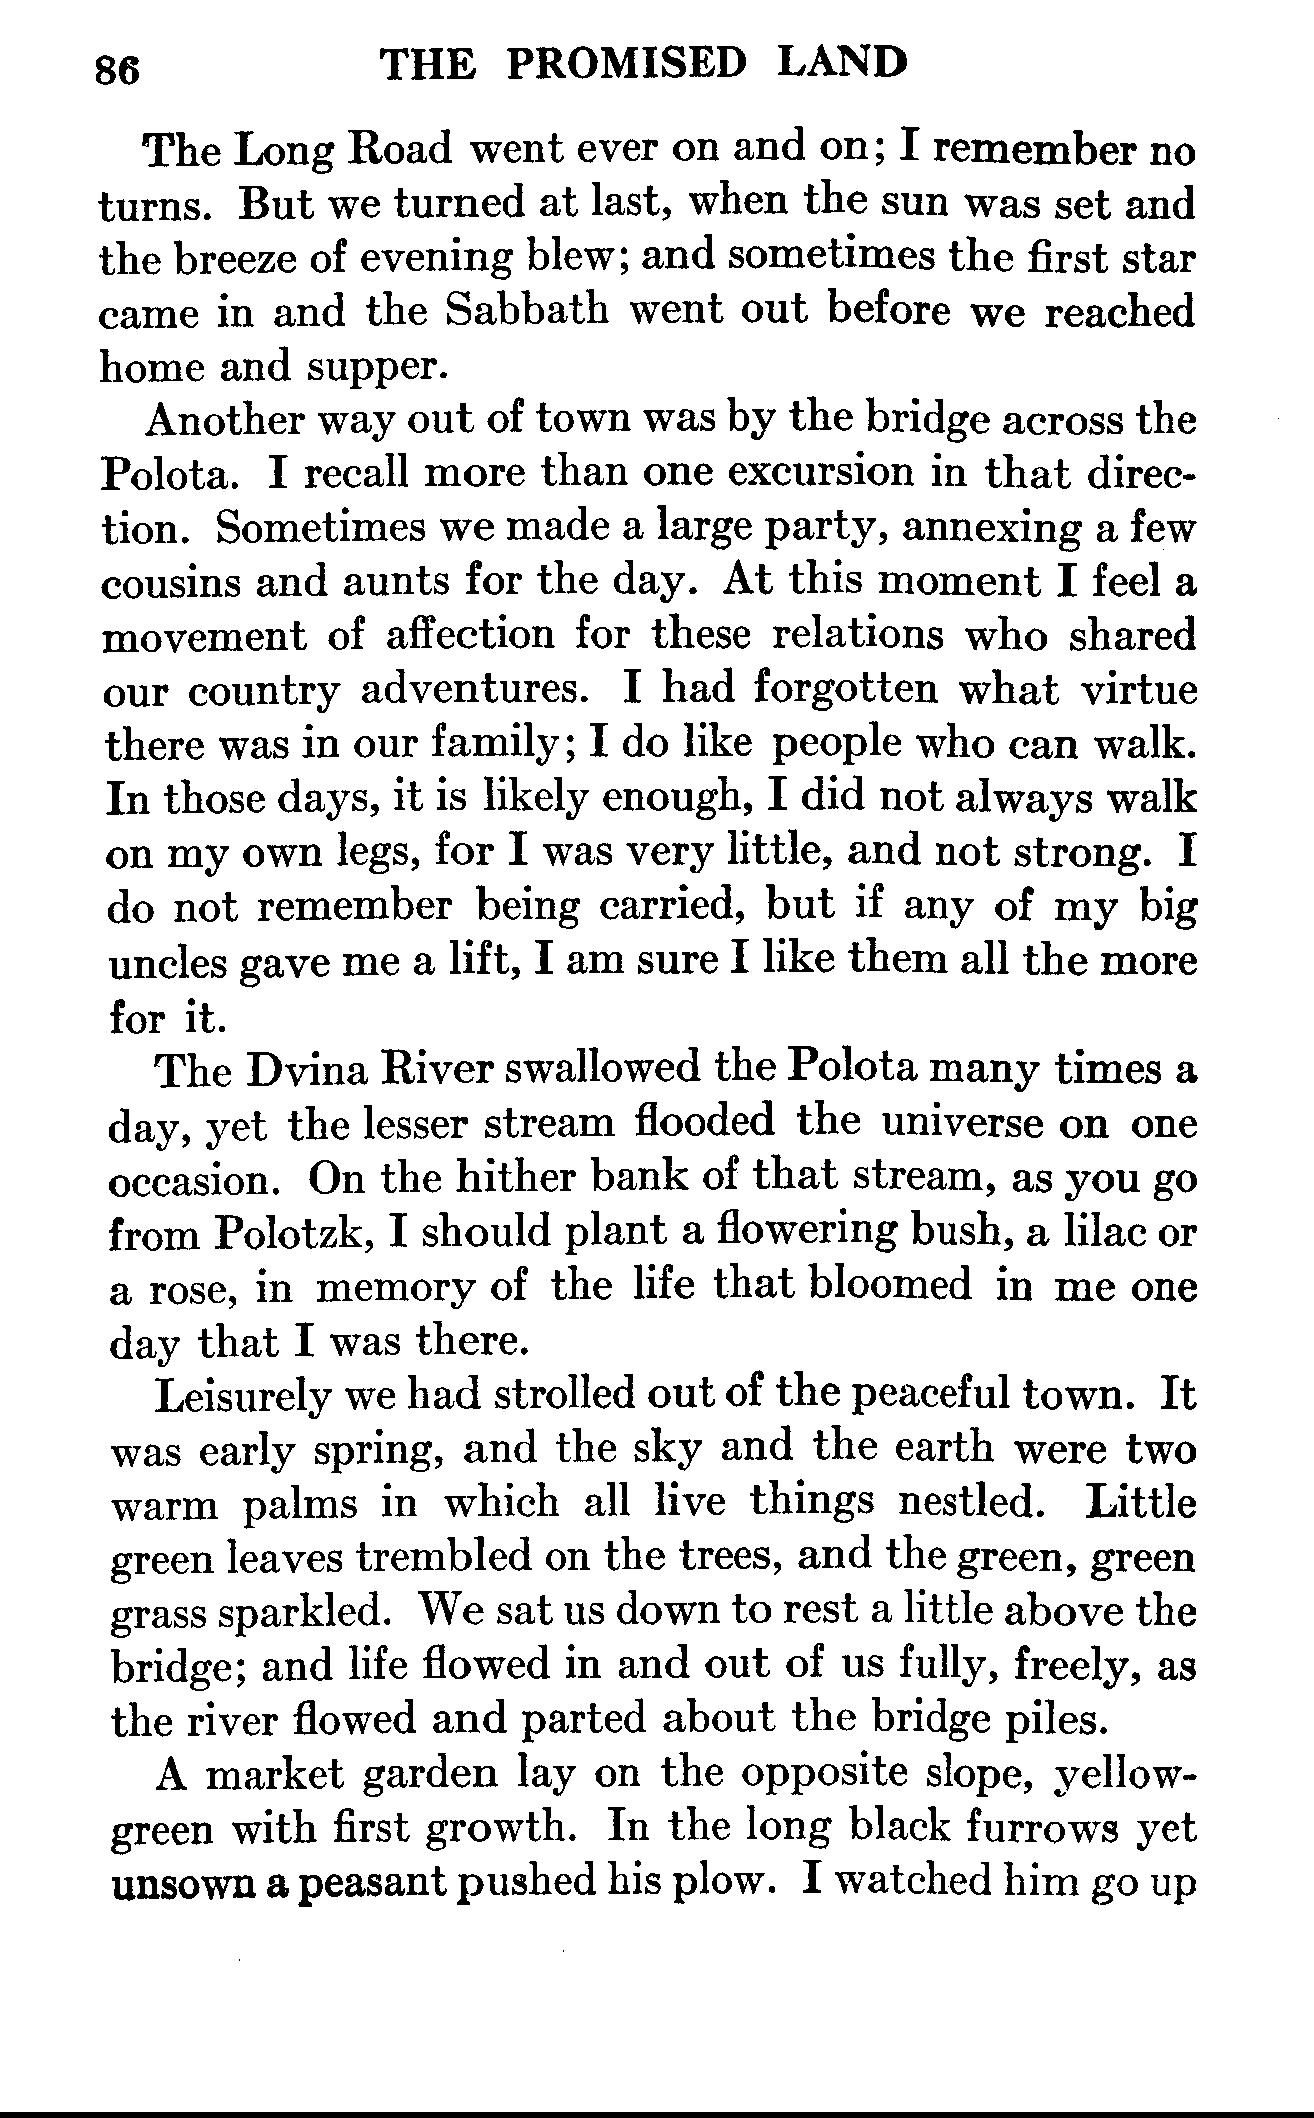 86 THE PROMISED LAND
The Long Road went ever on and on; I remember no
turns. But we turned at last, when the sun was set and
the breeze of evening blew; and sometimes the first star
came in and the Sabbath went out before we reached
home and supper.
Another way out of town was by the bridge across the
Polota. I recall more than one excursion in that direc-
tion. Sometimes we made a large party, annexing a few
cousins and aunts for the day. At this moment I feel a
movement of affection for these relations who shared
our country adventures. I had forgotten what virtue
there was in our family; I do like people who can walk.
In those days, it is likely enough, I did not always walk
on my own legs, for I was very little, and not strong. I
do not remember being carried, but if any of my big
uncles gave me a lift, I am sure I like them all the more
for it.
The Dvina River swallowed the Polota many times a
day, yet the lesser stream flooded the universe on one
occasion. On the hither bank of that stream, as you go
from Polotzk, I should plant a flowering bush, a lilac or
a rose, in memory of the life that bloomed in me one
day that I was there.
Leisurely we had strolled out of the peaceful town. It
was early spring, and the sky and the earth were two
warm palms in which all live things nestled. Little
green leaves trembled on the trees, and the green, green
grass sparkled. We sat us down to rest a little above the
bridge; and life flowed in and out of us fully, freely, as
the river flowed and parted about the bridge piles.
A market garden lay on the opposite slope, yellow-
green with first growth. In the long black furrows yet
unsown a peasant pushed his plow. I watched him go up